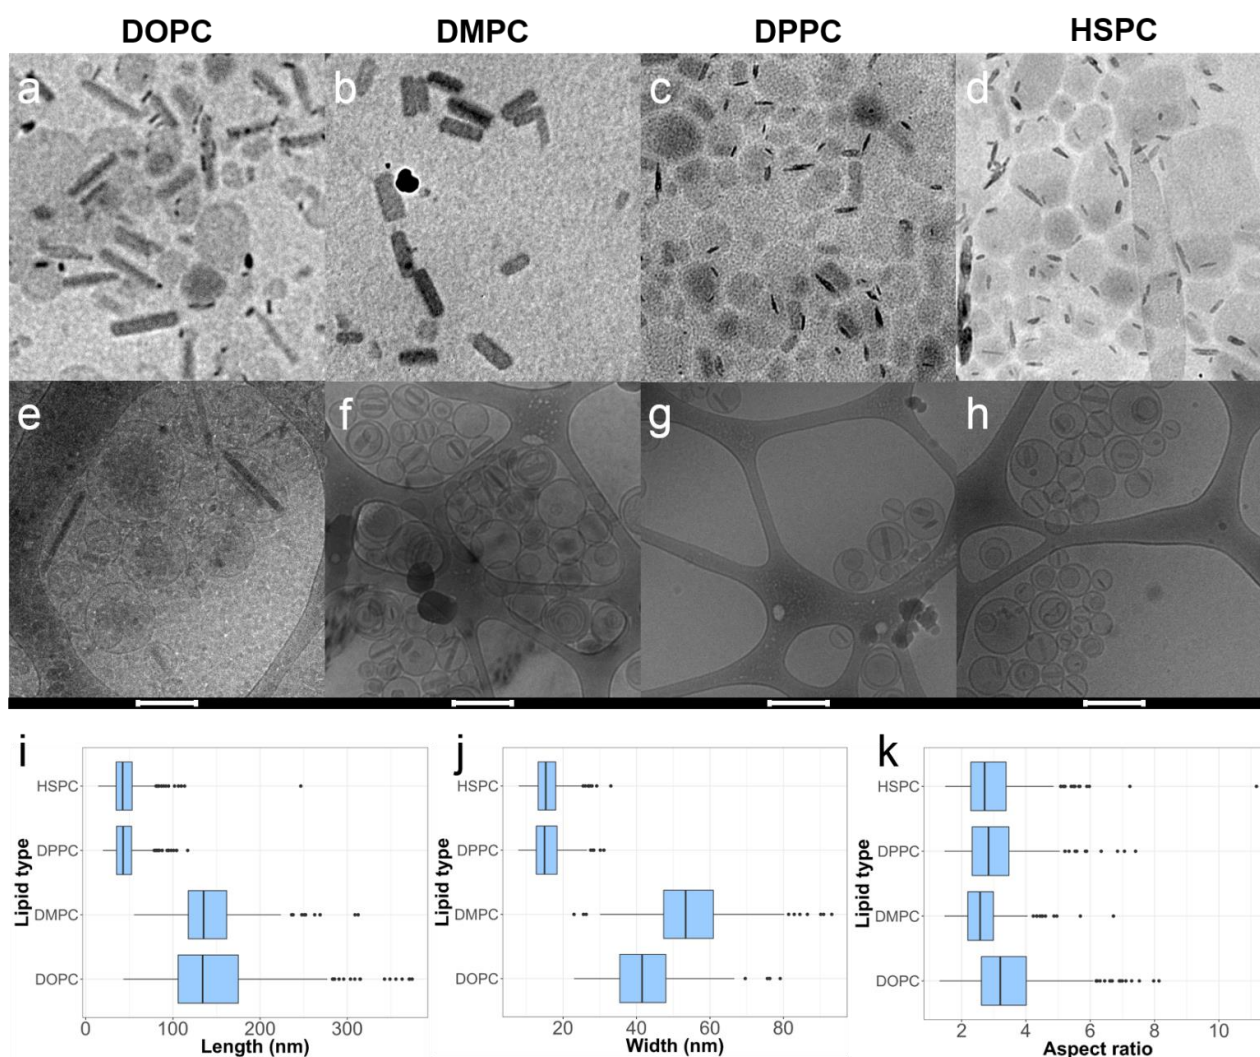 DOPC DMPC DPPC HSPC
a b c d
e f g h
i j k
HSPC HSPC HSPC
DPPC DPPC DPPC
DMPC DMPC DMPC
DOPC DOPC DOPC
Lipid type Lipid type Lipid type
0 100 200 300 20 40 60 80 2 4 6 8 10
Length (nm) Width (nm) Aspect ratio